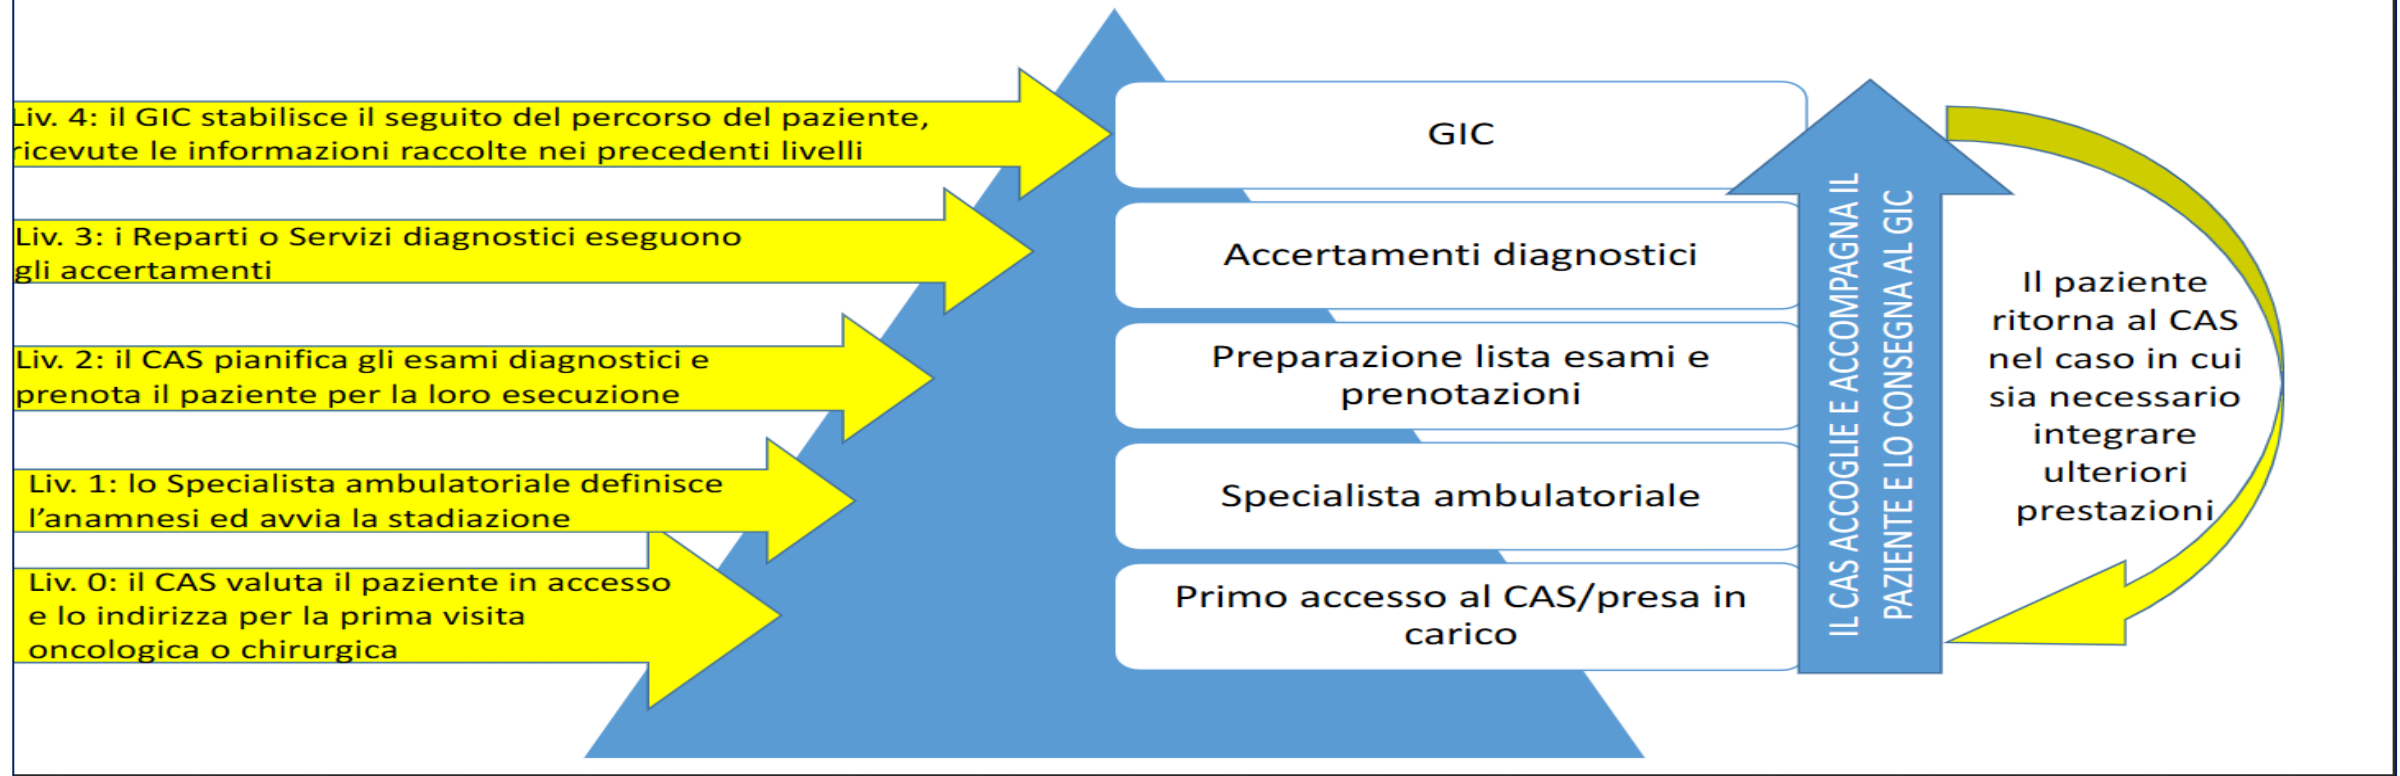 Liv. 4: il GIC stabilisce il seguito del percorso del paziente,
ricevute le informazioni raccolte nei precedenti livelli
GIC
Liv. 3: i Reparti o Servizi diagnostici eseguono
gli accertamenti
Accertamenti diagnostici
Liv. 2: il CAS pianifica gli esami diagnostici e
prenota il paziente per la loro esecuzione
Preparazione lista esami e
prenotazioni
Liv. 1: lo Specialista ambulatoriale definisce
l’anamnesi ed avvia la stadiazione
Specialista ambulatoriale
Liv. 0: il CAS valuta il paziente in accesso
e lo indirizza per la prima visita
oncologica o chirurgica
Primo accesso al CAS/presa in
carico
IL CAS ACCOGLIE E ACCOMPAGNA IL
PAZIENTE E LO CONSEGNA AL GIC
Il paziente
ritorna al CAS
nel caso in cui
sia necessario
integrare
ulteriori
prestazioni